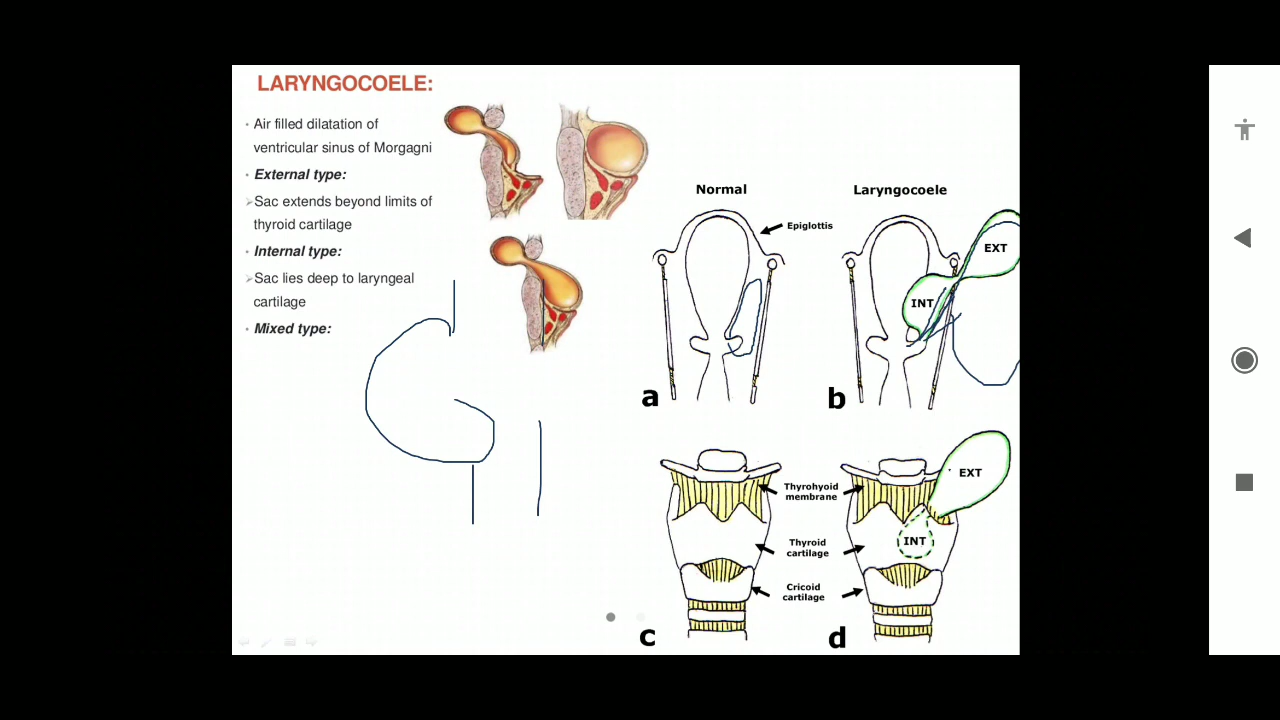 LARYNGOCOELE:
• Air filled dilatation of
ventricular sinus of Morgagni
• External type:
➢Sac extends beyond limits of
thyroid cartilage
• Internal type:
➢Sac lies deep to laryngeal
cartilage
• Mixed type:
Normal
Laryngocoele
Epiglottis
EXT
INT
a
b
Thyrohyoid
membrane
EXT
Thyroid
cartilage
INT
Cricoid
cartilage
c
d